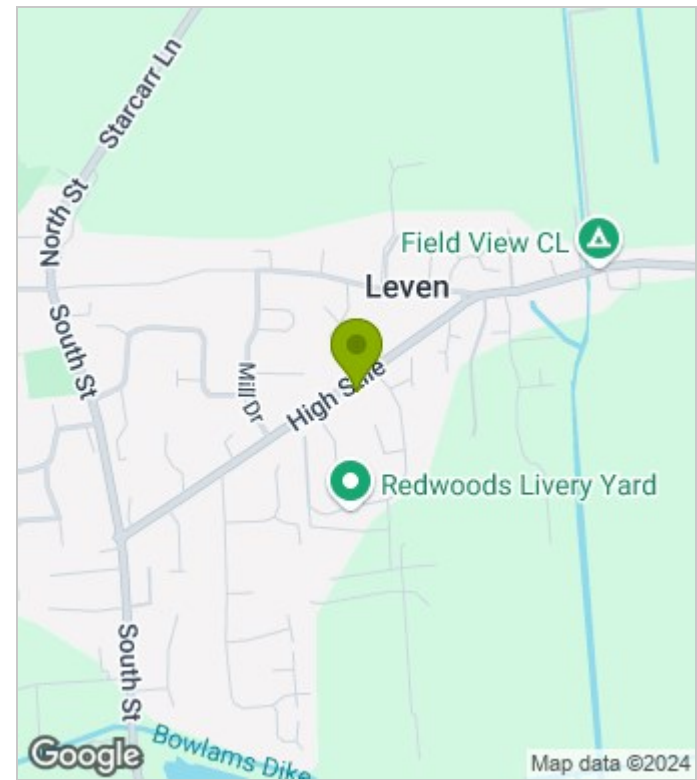 Starcarr Ln
North St
Field View CL
Leven
South St
Mill Dr
High Stile
Redwoods Livery Yard
South St
Bowlams Dike
Google
Map data ©2024